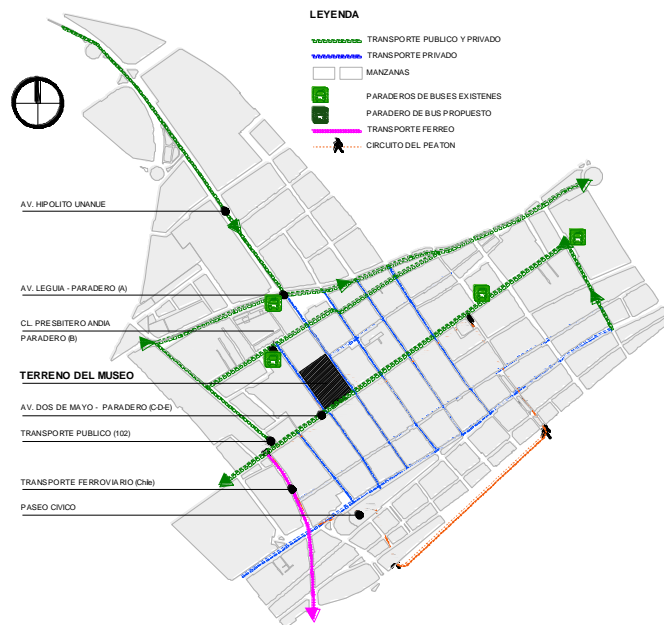 LEYENDA
TRANSPORTE PUBLICO Y PRIVADO
TRANSPORTE PRIVADO
MANZANAS
PARADEROS DE BUSES EXISTENES
PARADERO DE BUS PROPUESTO
TRANSPORTE FERREO
CIRCUITO DEL PEATON
AV. HIPOLITO UNANUE
AV. LEGUIA - PARADERO (A)
CL. PRESBITERO ANDIA
PARADERO (B)
TERRENO DEL MUSEO
AV. DOS DE MAYO - PARADERO (C-D-E)
TRANSPORTE PUBLICO (102)
TRANSPORTE FERROVIARIO (Chile)
PASEO CIVICO